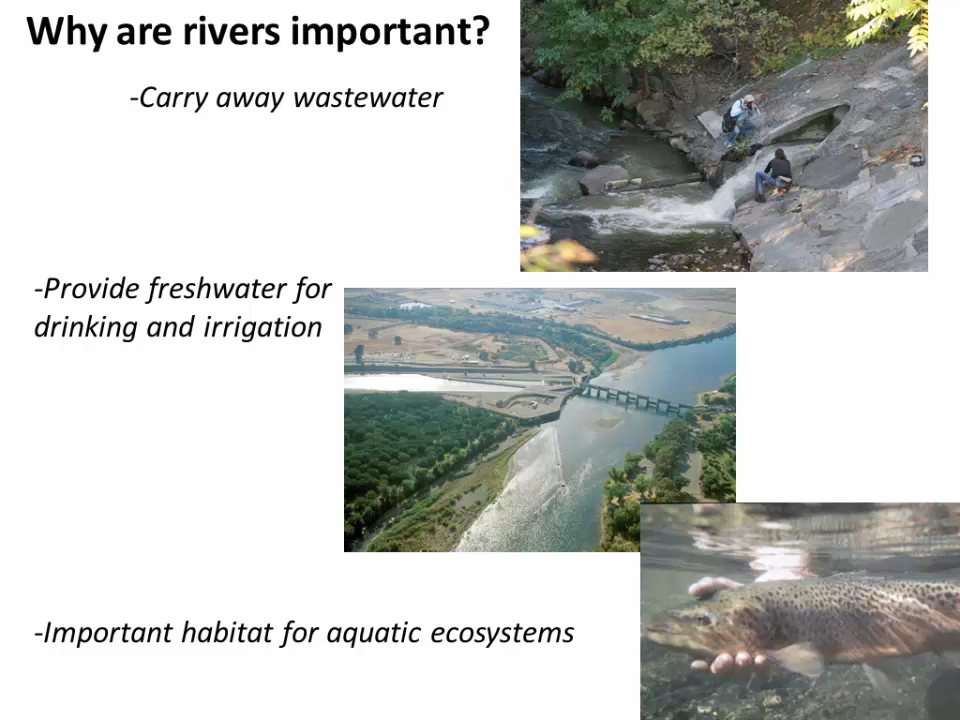 Why are rivers important?
-Carry away wastewater
-Provide freshwater for
drinking and irrigation
-Important habitat for aquatic ecosystems